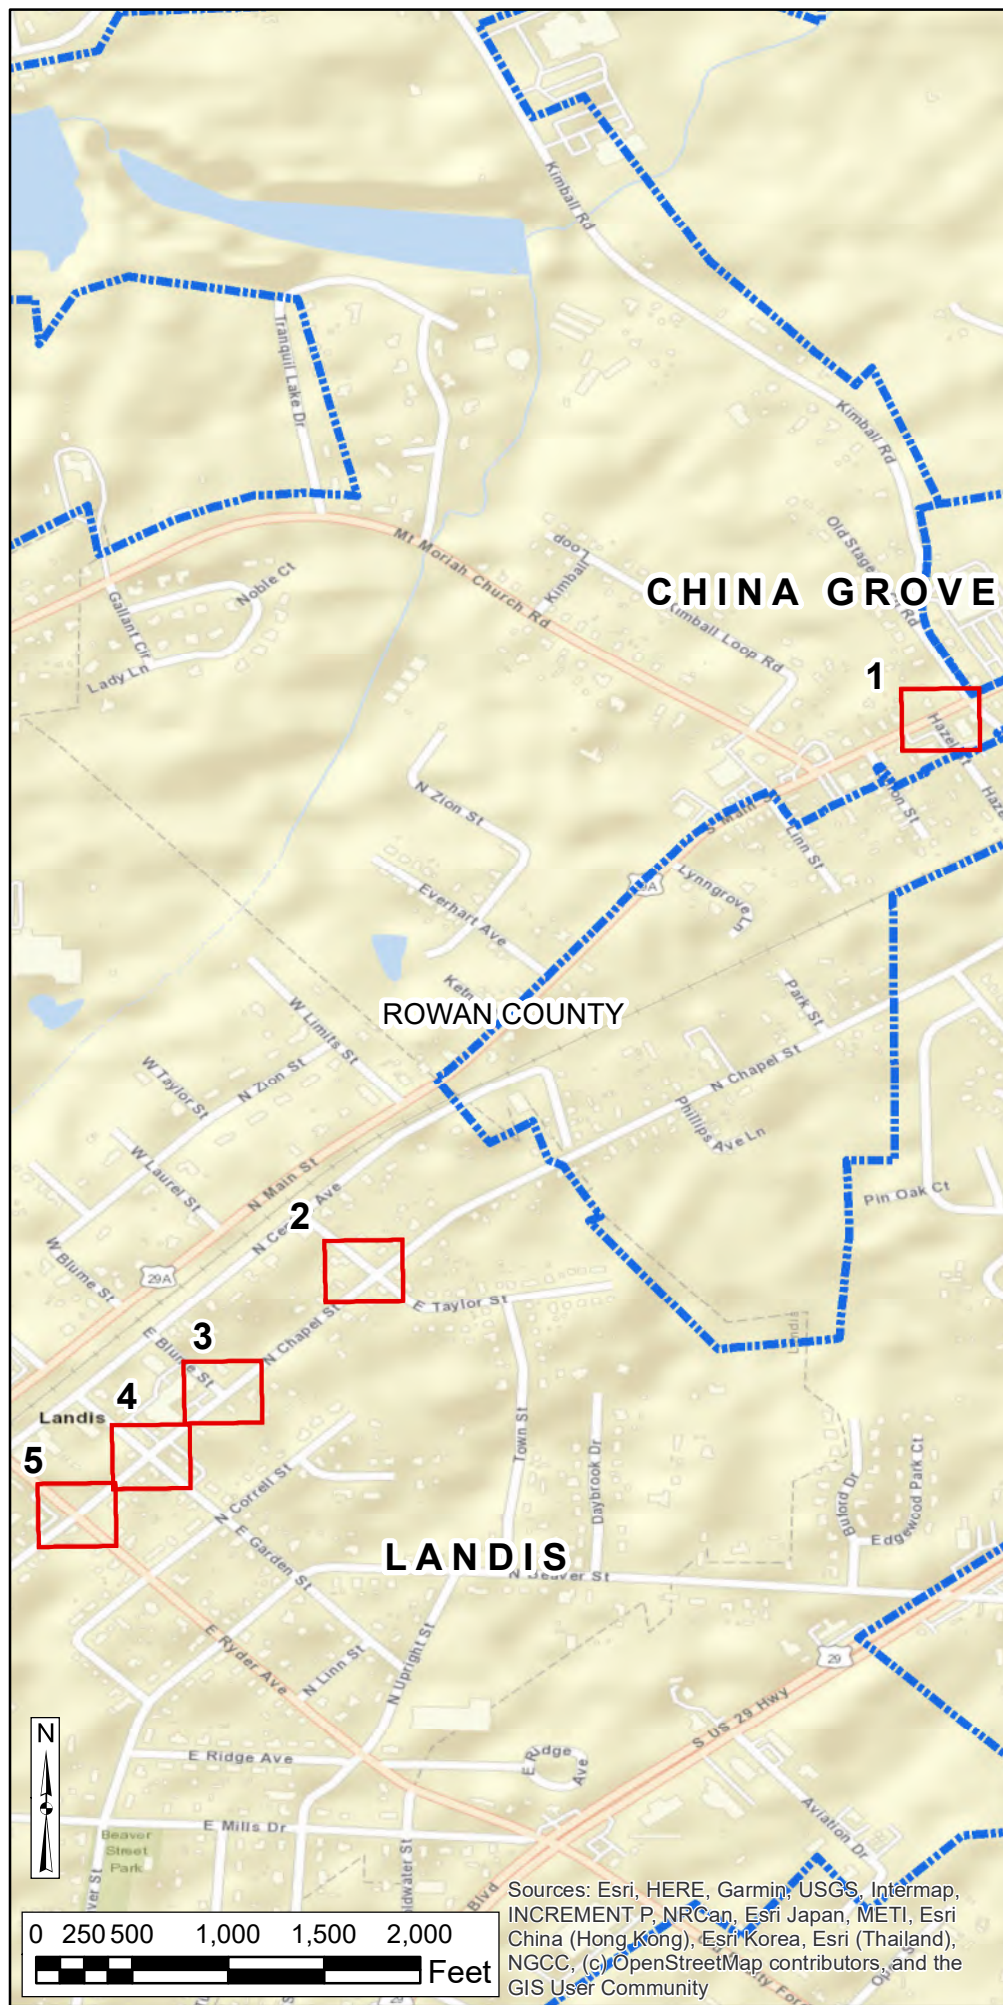 Kimball Rd
Tranquil Lake Dr
Kimball Rd
Mt Moriah Church Rd
Noble Ct
Gallant Cir
Lady Ln
Loop
Kimball
Old Stage
Rd
CHINA GROVE
Kimball Loop Rd
1
Hazel St
N Zion St
S Main
Linn St
Everhart Ave
Lynngrove
Ln
ROWAN COUNTY
W Limits St
Park St
W Taylor St
N Zion St
N Chapel St
Phillips Ave Ln
W Laurel St
Pin Oak Ct
N Main St
Ave
2
W Blume St
29A
E Taylor St
E Blume St
N Chapel St
3
Landis
4
Landis
5
Town St
Daybrook Dr
Buford Dr
Edgewood Park Ct
N Correll St
E Garden St
LANDIS
N Beaver St
E Ryder Ave
N Linn St
N Upright St
29
S US 29 Hwy
N
E Ridge Ave
E Ridge
Ave
E Mills Dr
Aviation Dr
Beaver
Street
Park
Blvd
Sources: Esri, HERE, Garmin, USGS, Intermap,
INCREMENT P, NRCan, Esri Japan, METI, Esri
China (Hong Kong), Esri Korea, Esri (Thailand),
NGCC, (c) OpenStreetMap contributors, and the
GIS User Community
0 250 500 1,000 1,500 2,000
Feet